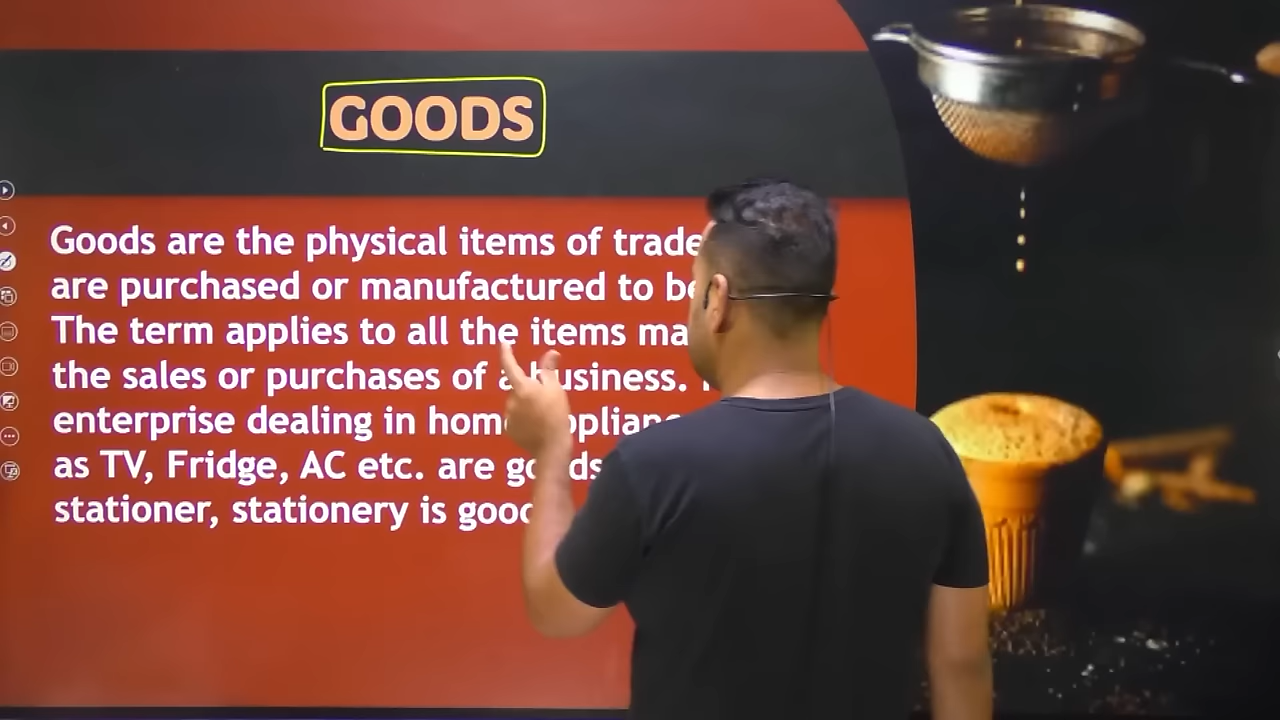 GOODS
Goods are the physical items of trade
are purchased or manufactured to be
The term applies to all the items
the sales or purchases of a business.
enterprise dealing in home
as TV, Fridge, AC etc. are goods
stationer, stationery is